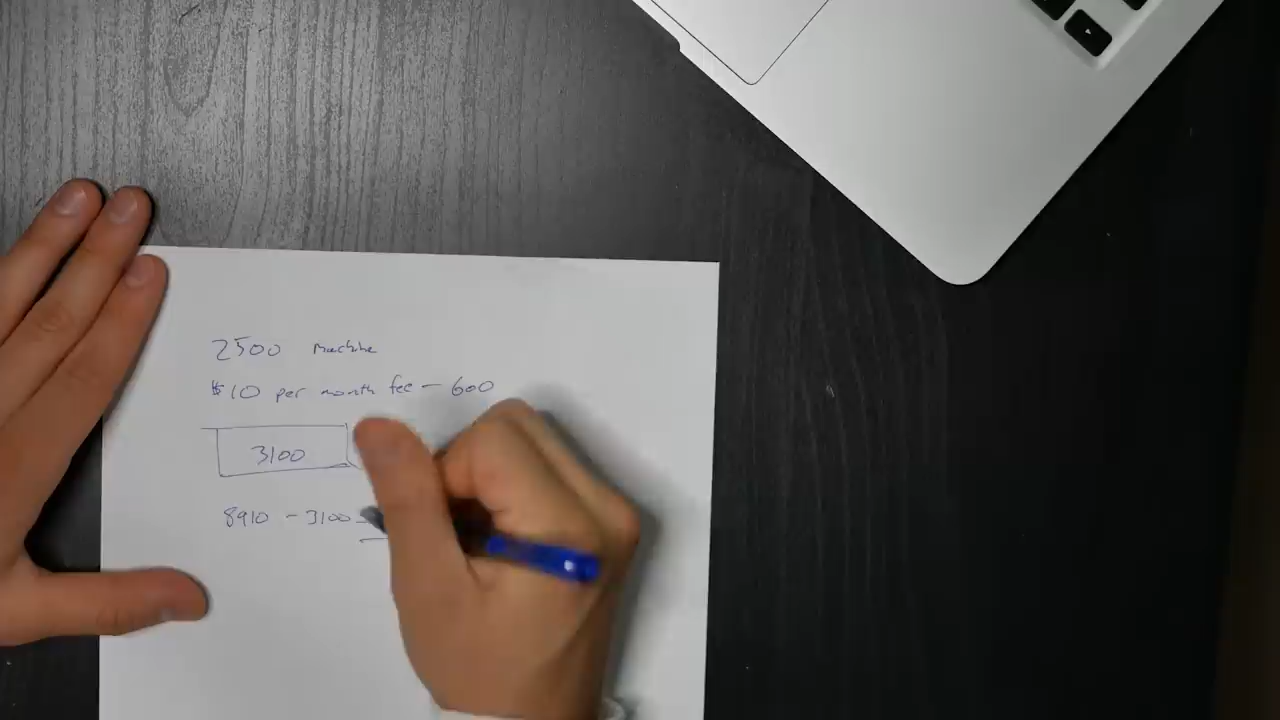 2500 machine
$10 per month fee - 600
3100
8910 - 3100 =